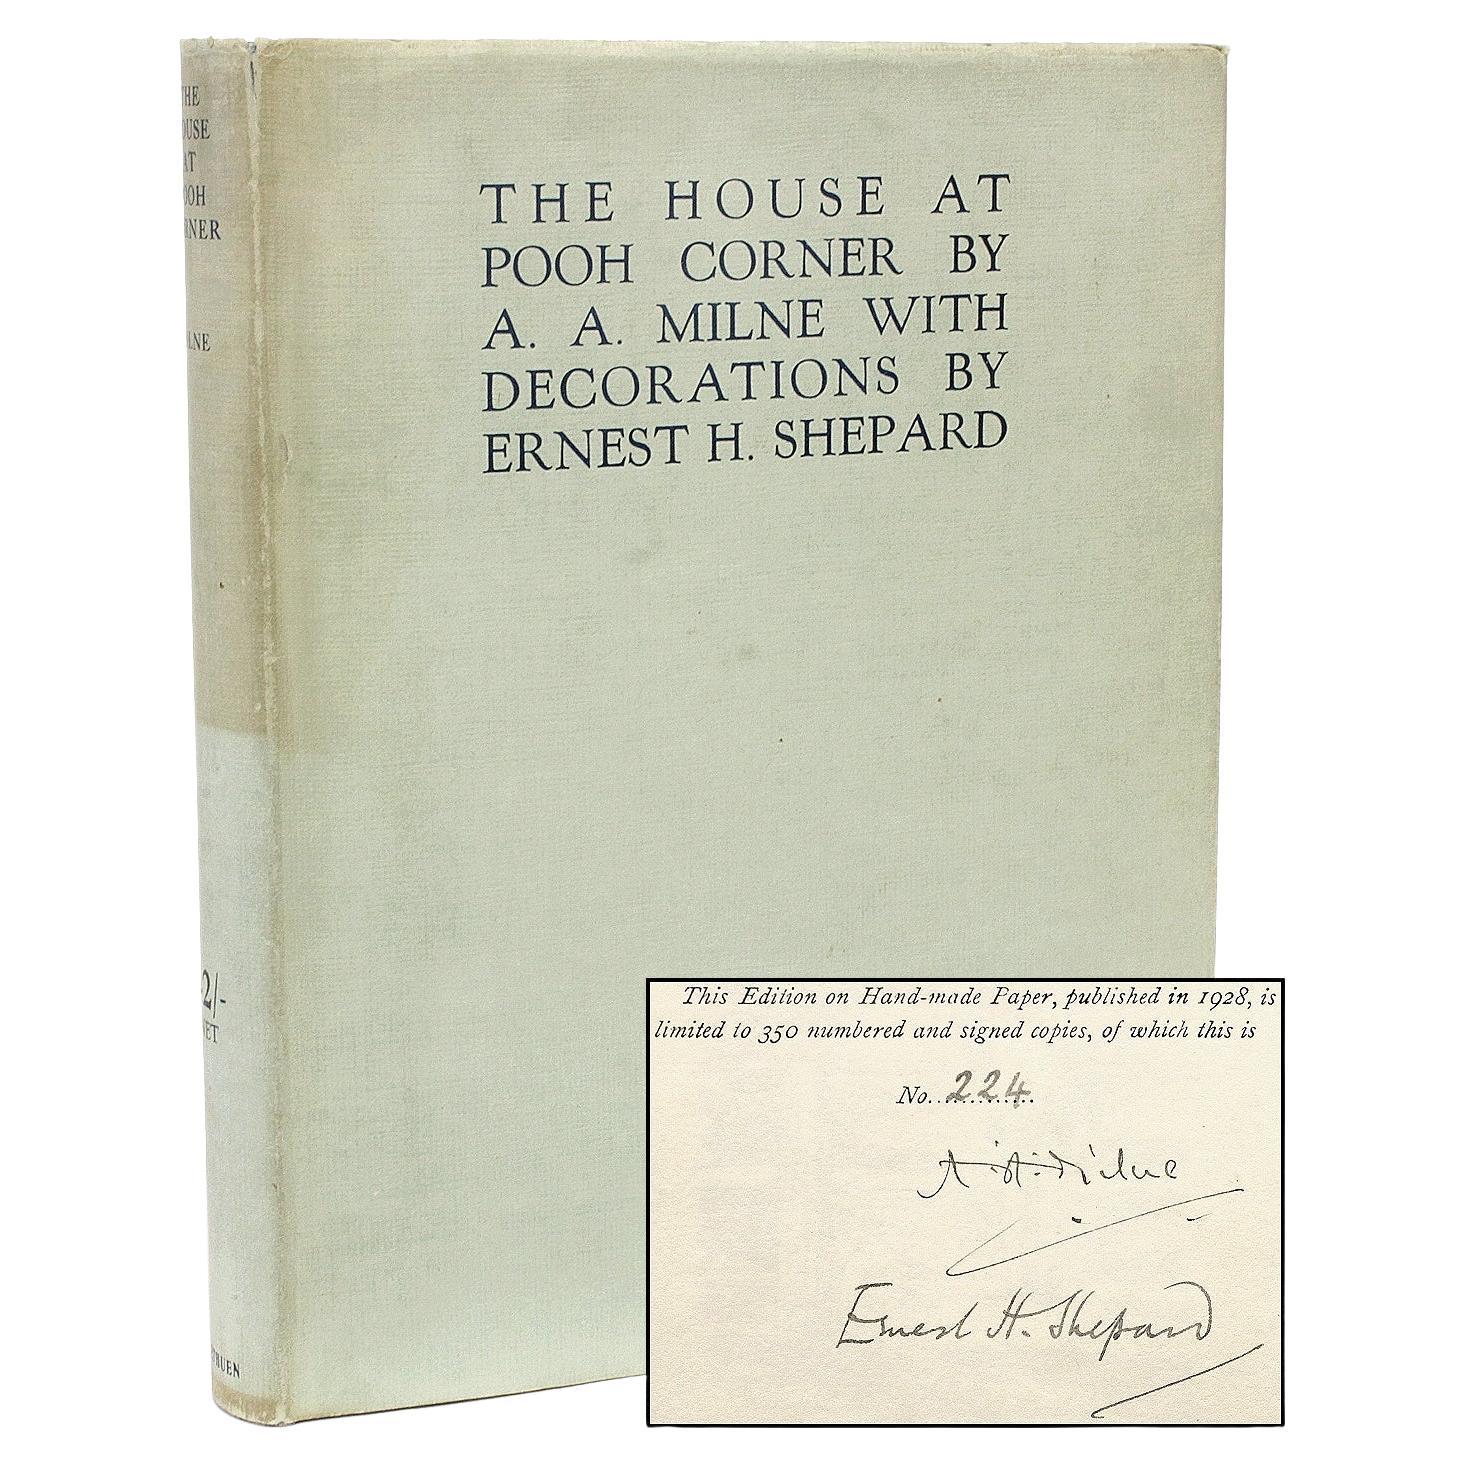 THE
OUSE
AT
OOH
RNER
LNE
2/-
NET
THUEN
THE HOUSE AT
POOH CORNER BY
A. A. MILNE WITH
DECORATIONS BY
ERNEST H. SHEPARD
This Edition on Hand-made Paper, published in 1928, is
limited to 350 numbered and signed copies, of which this is
No. 224
A. A. Milne
Ernest H. Shepard